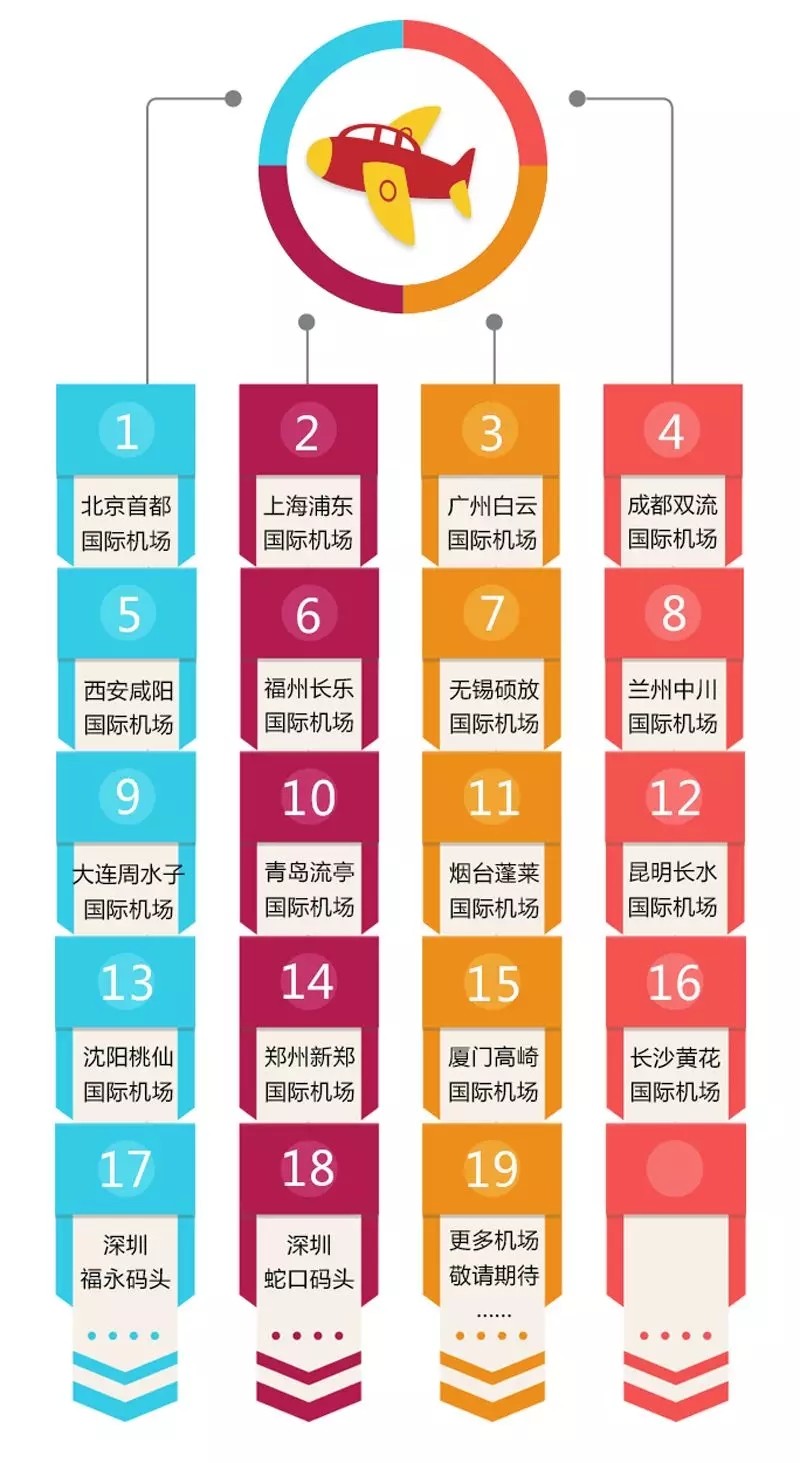 1
北京首都
国际机场
2
上海浦东
国际机场
3
广州白云
国际机场
4
成都双流
国际机场
5
西安咸阳
国际机场
6
福州长乐
国际机场
7
无锡硕放
国际机场
8
兰州中川
国际机场
9
大连周水子
国际机场
10
青岛流亭
国际机场
11
烟台蓬莱
国际机场
12
昆明长水
国际机场
13
沈阳桃仙
国际机场
14
郑州新郑
国际机场
15
厦门高崎
国际机场
16
长沙黄花
国际机场
17
深圳
福永码头
18
深圳
蛇口码头
19
更多机场
敬请期待
......